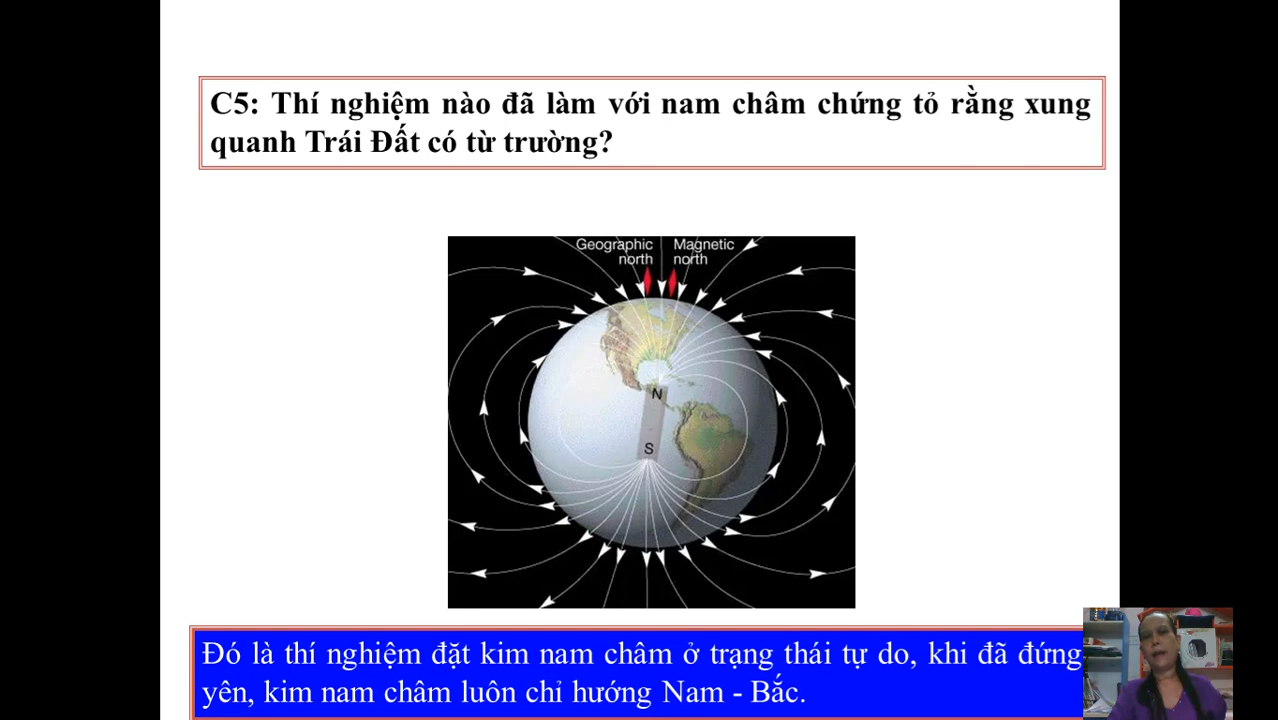 C5: Thí nghiệm nào đã làm với nam châm chứng tỏ rằng xung
quanh Trái Đất có từ trường?
Geographic
north
Magnetic
north
N
S
Đó là thí nghiệm đặt kim nam châm ở trạng thái tự do, khi đã đứng
yên, kim nam châm luôn chỉ hướng Nam - Bắc.